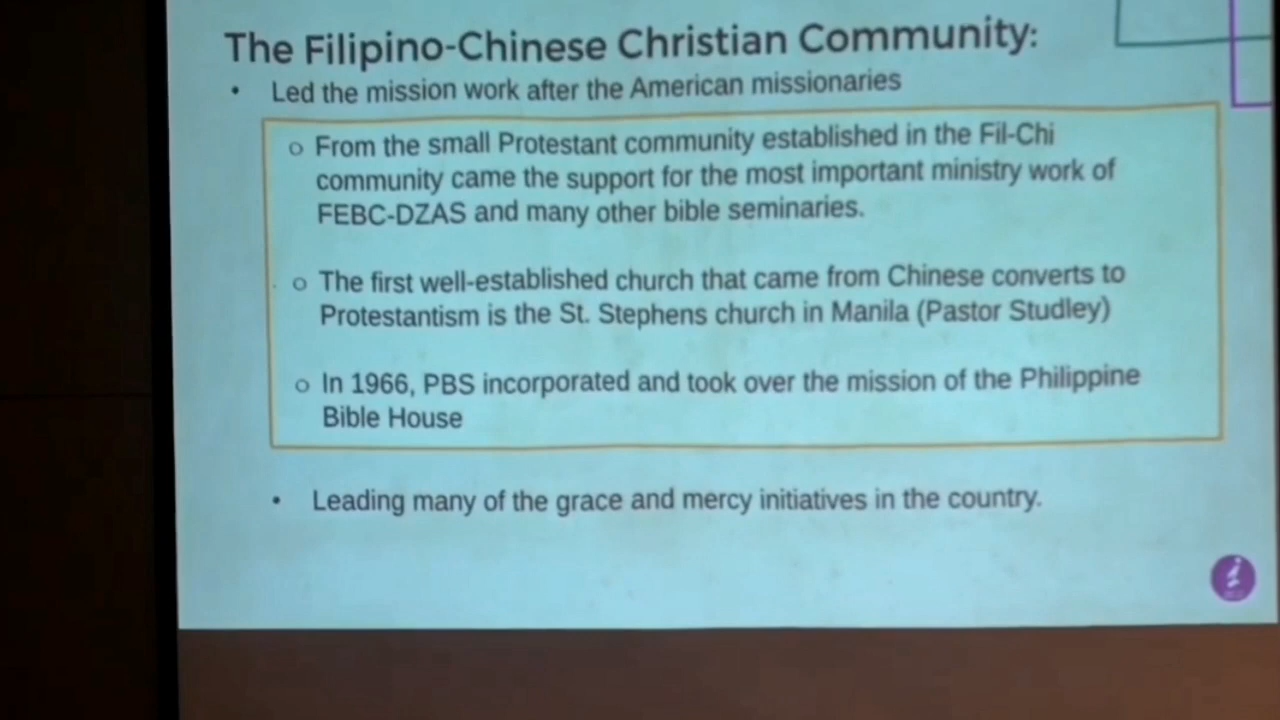 The Filipino-Chinese Christian Community:
• Led the mission work after the American missionaries
o From the small Protestant community established in the Fil-Chi
community came the support for the most important ministry work of
FEBC-DZAS and many other bible seminaries.
o The first well-established church that came from Chinese converts to
Protestantism is the St. Stephens church in Manila (Pastor Studley)
o In 1966, PBS incorporated and took over the mission of the Philippine
Bible House
• Leading many of the grace and mercy initiatives in the country.